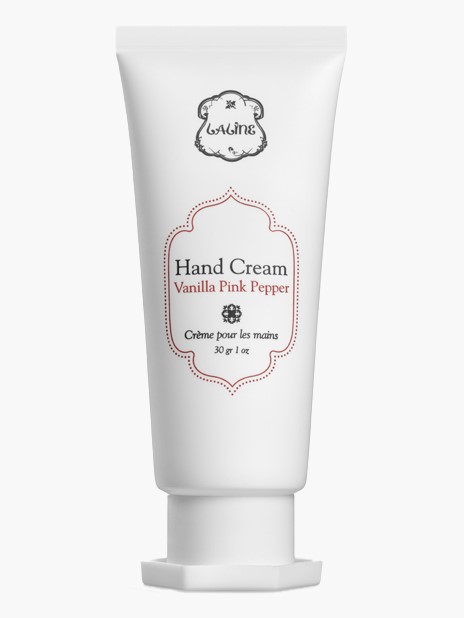 LALINE
Hand Cream
Vanilla Pink Pepper
Crème pour les mains
30 gr 1 oz